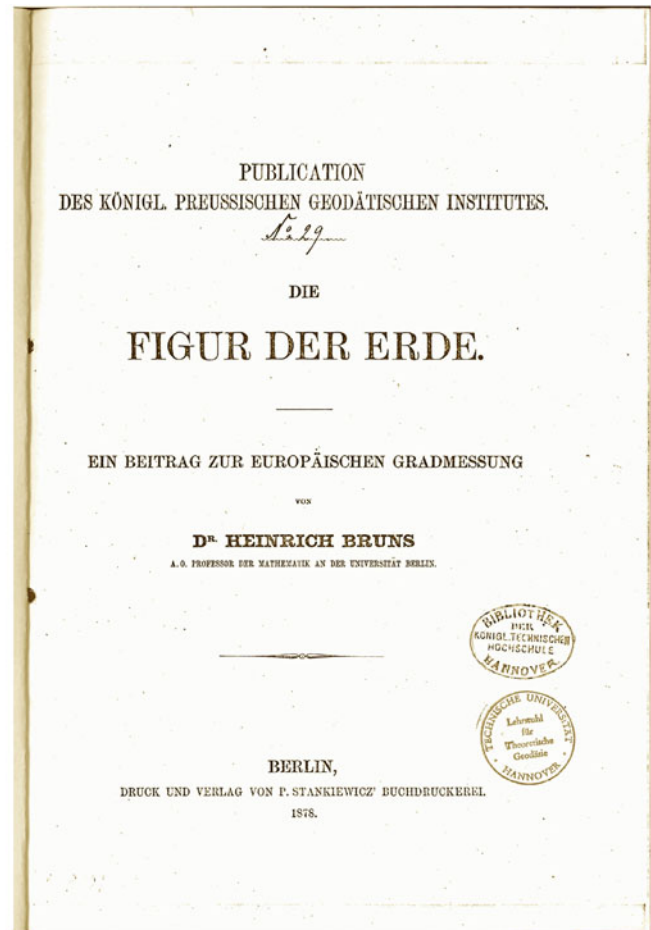 PUBLICATION
DES KÖNIGL. PREUSSISCHEN GEODÄTISCHEN INSTITUTES.
No 29
DIE
FIGUR DER ERDE.
EIN BEITRAG ZUR EUROPÄISCHEN GRADMESSUNG
VON
DR. HEINRICH BRUNS
A. O. PROFESSOR DER MATHEMATIK AN DER UNIVERSITÄT BERLIN.
BIBLIOTHEK
DER
KÖNIGL. TECHNISCHEN
HOCHSCHULE
HANNOVER.
TECHNISCHE UNIVERSITÄT
Lehrstuhl
für
Theoretische
Geodäsie
HANNOVER
BERLIN,
DRUCK UND VERLAG VON P. STANKIEWICZ' BUCHDRUCKEREI.
1878.